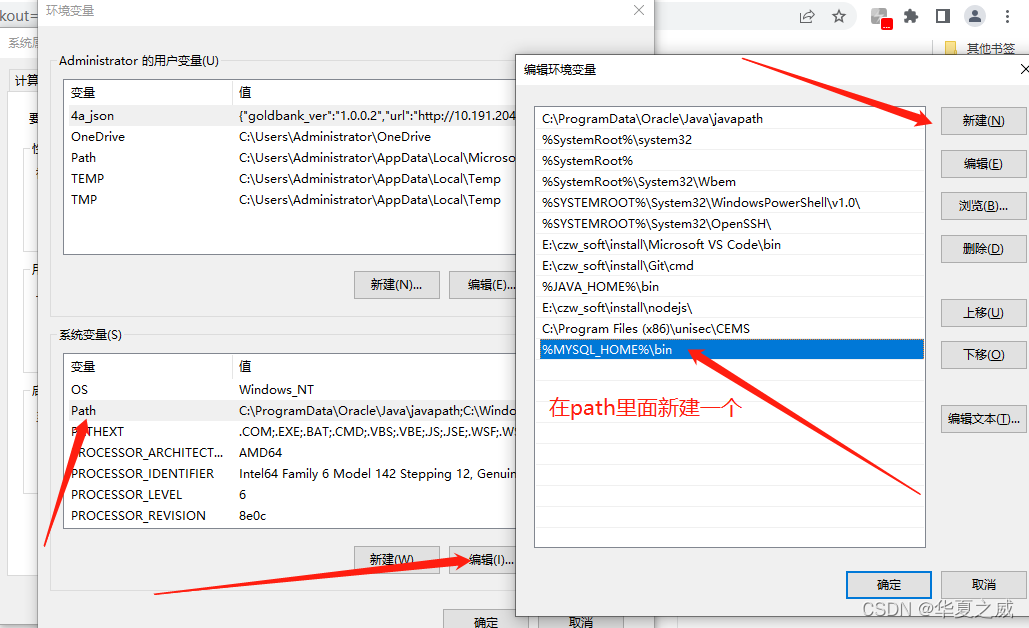 kout=
环境变量
系统属
其他书签
计算
要
Administrator 的用户变量(U)
变量
值
4a_json
{"goldbank_ver":"1.0.0.2","url":"http://10.191.204
OneDrive
C:\Users\Administrator\OneDrive
Path
C:\Users\Administrator\AppData\Local\Microso
TEMP
C:\Users\Administrator\AppData\Local\Temp
TMP
C:\Users\Administrator\AppData\Local\Temp
新建(N)...
编辑(E)...
系统变量(S)
变量
值
OS
Windows_NT
Path
C:\ProgramData\Oracle\Java\javapath;C:\Windo
PATHEXT
.COM;.EXE;.BAT;.CMD;.VBS;.VBE;.JS;.JSE;.WSF;.WS
PROCESSOR_ARCHITECT...
AMD64
PROCESSOR_IDENTIFIER
Intel64 Family 6 Model 142 Stepping 12, Genuin
PROCESSOR_LEVEL
6
PROCESSOR_REVISION
8e0c
新建(W)...
编辑(I)...
确定
取消
编辑环境变量
C:\ProgramData\Oracle\Java\javapath
%SystemRoot%\system32
%SystemRoot%
%SystemRoot%\System32\Wbem
%SYSTEMROOT%\System32\WindowsPowerShell\v1.0\
%SYSTEMROOT%\System32\OpenSSH\
E:\czw_soft\install\Microsoft VS Code\bin
E:\czw_soft\install\Git\cmd
%JAVA_HOME%\bin
E:\czw_soft\install\nodejs\
C:\Program Files (x86)\unisec\CEMS
%MYSQL_HOME%\bin
在path里面新建一个
新建(N)
编辑(E)
浏览(B)...
删除(D)
上移(U)
下移(O)
编辑文本(T)...
确定
取消
CSDN @华夏之威